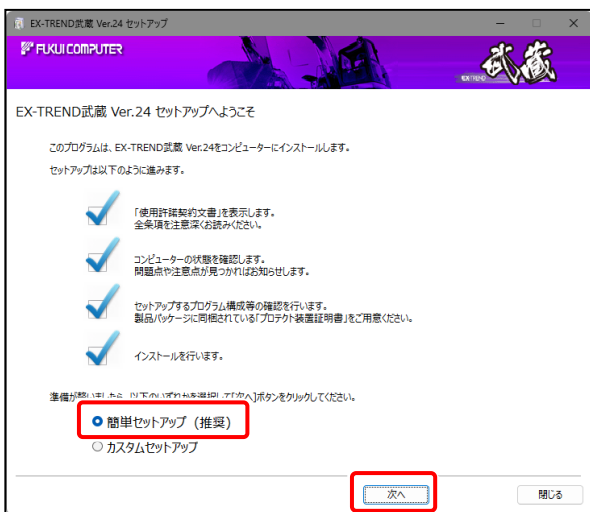 EX-TREND武蔵 Ver.24 セットアップ
FUKUI COMPUTER
武蔵
EX-TREND
EX-TREND武蔵 Ver.24 セットアップへようこそ
このプログラムは、EX-TREND武蔵 Ver.24をコンピューターにインストールします。
セットアップは以下のように進みます。
「使用許諾契約文書」を表示します。
全条項を注意深くお読みください。
コンピューターの状態を確認します。
問題点や注意点が見つかればお知らせします。
セットアップするプログラム構成等の確認を行います。
製品パッケージに同梱されている「プロテクト装置証明書」をご用意ください。
インストールを行います。
準備が整いましたら、以下のいずれかを選択して「次へ」ボタンをクリックしてください。
簡単セットアップ（推奨）
カスタムセットアップ
次へ
閉じる